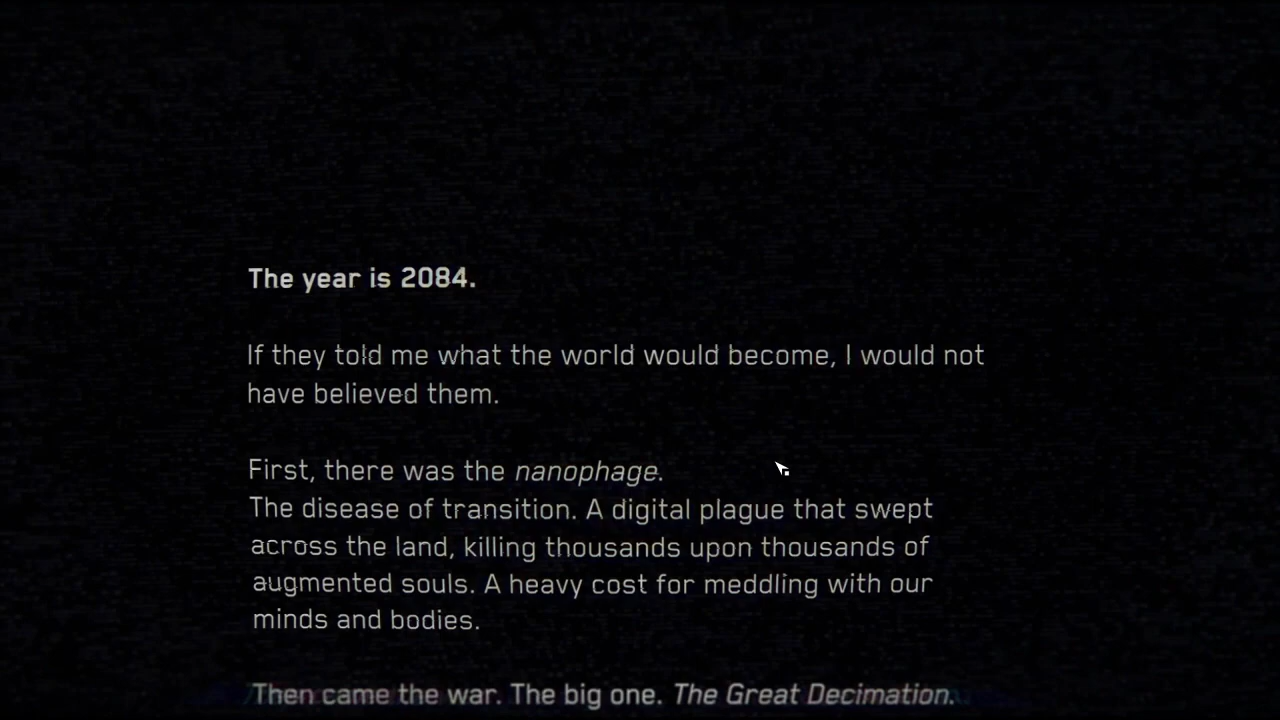 The year is 2084.
If they told me what the world would become, I would not
have believed them.
First, there was the nanophage.
The disease of transition. A digital plague that swept
across the land, killing thousands upon thousands of
augmented souls. A heavy cost for meddling with our
minds and bodies.
Then came the war. The big one. The Great Decimation.